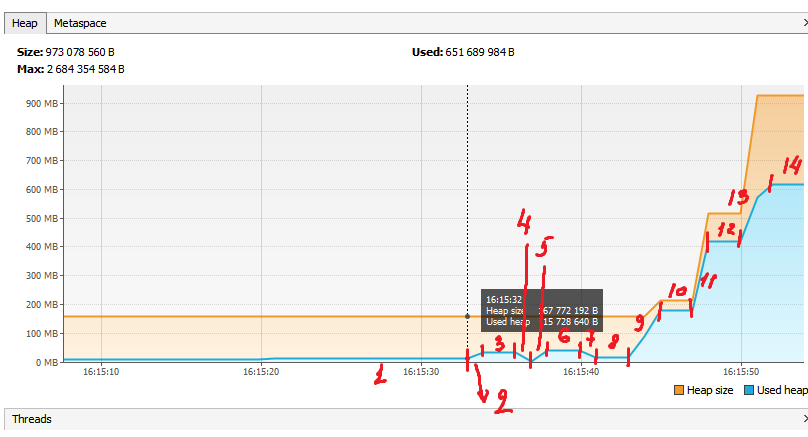 Heap Metaspace
Size: 973 078 560 B Used: 651 689 984 B
Max: 2 684 354 584 B
900 MB
800 MB
700 MB
600 MB
500 MB
400 MB
300 MB
200 MB
100 MB
0 MB
14
13
12
4
5
10 11
16:15:32
Heap size 67 772 192 B
Used heap 15 728 640 B
9
3 6 7 8
16:15:10 16:15:20 16:15:30 16:15:40 16:15:50
1
2
Heap size Used heap
Threads